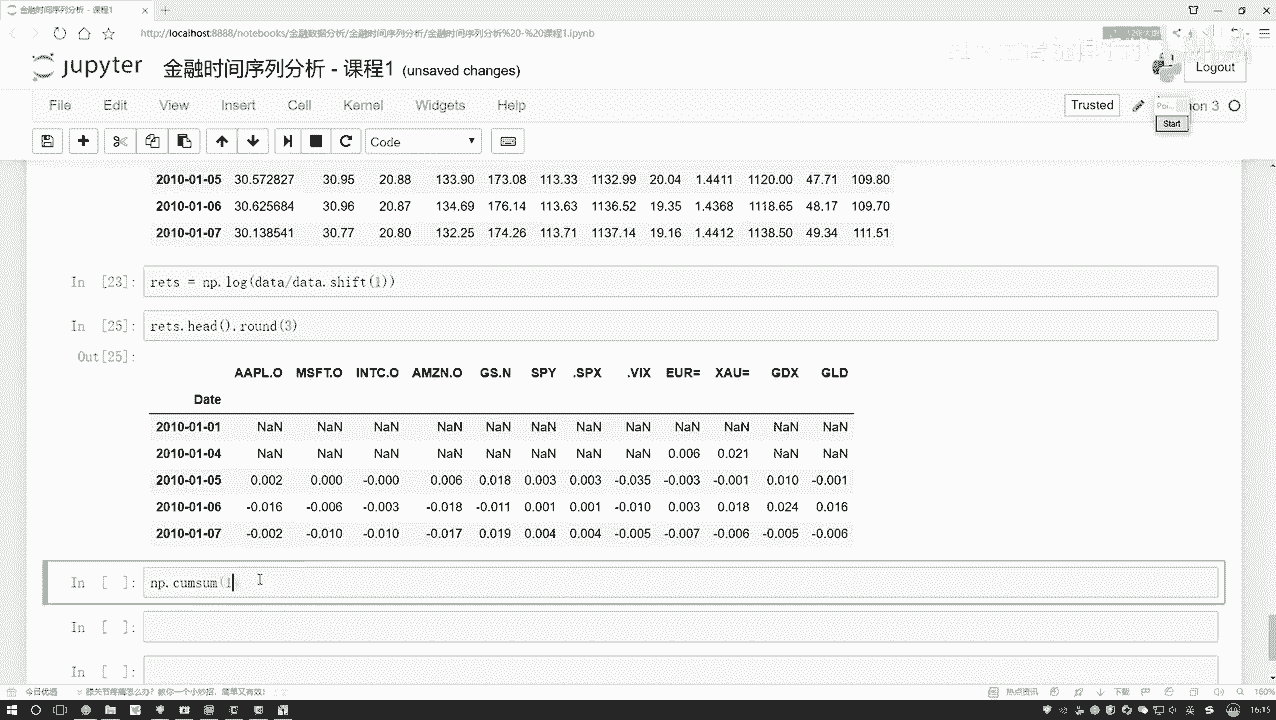 金融时间序列分析 - 课程1
http://localhost:8888/notebooks/金融数据分析/金融时间序列分析/金融时间序列分析%20-%20课程1.ipynb
jupyter 金融时间序列分析 - 课程1 (unsaved changes)
Logout
File Edit View Insert Cell Kernel Widgets Help
Trusted
on 3
Start
Code
2010-01-05 30.572827 30.95 20.88 133.90 173.08 113.33 1132.99 20.04 1.4411 1120.00 47.71 109.80
2010-01-06 30.625684 30.96 20.87 134.69 176.14 113.63 1136.52 19.35 1.4368 1118.65 48.17 109.70
2010-01-07 30.138541 30.77 20.80 132.25 174.26 113.71 1137.14 19.16 1.4412 1138.50 49.34 111.51
In [23]: rets = np.log(data/data.shift(1))
In [25]: rets.head().round(3)
Out[25]:
AAPL.O MSFT.O INTC.O AMZN.O GS.N SPY .SPX .VIX EUR= XAU= GDX GLD
Date
2010-01-01 NaN NaN NaN NaN NaN NaN NaN NaN NaN NaN NaN NaN
2010-01-04 NaN NaN NaN NaN NaN NaN NaN NaN 0.006 0.021 NaN NaN
2010-01-05 0.002 0.000 -0.000 0.006 0.018 0.003 0.003 -0.035 -0.003 -0.001 0.010 -0.001
2010-01-06 -0.016 -0.006 -0.003 -0.018 -0.011 0.001 0.001 -0.010 0.003 0.018 0.024 0.016
2010-01-07 -0.002 -0.010 -0.010 -0.017 0.019 0.004 0.004 -0.005 -0.007 -0.006 -0.005 -0.006
In [ ]: np.cumsum(1
In [ ]:
In [ ]:
今日优选
热点资讯
下载
160%
16:15